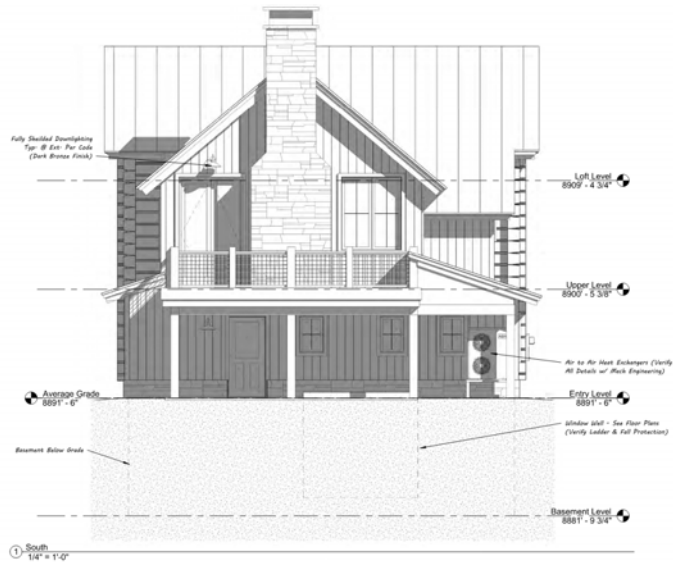 Fully Sheilded Downlighting
Typ. @ Ext. Per Code
(Dark Bronze Finish)
Loft Level
8909' - 4 3/4"
Upper Level
8900' - 5 3/8"
Air to Air Heat Exchangers (Verify
All Details w/ Mech Engineering)
Average Grade
8891' - 6"
Entry Level
8891' - 6"
Window Well - See Floor Plans
(Verify Ladder & Fall Protection)
Basement Below Grade
Basement Level
8881' - 9 3/4"
1 South
1/4" = 1'-0"